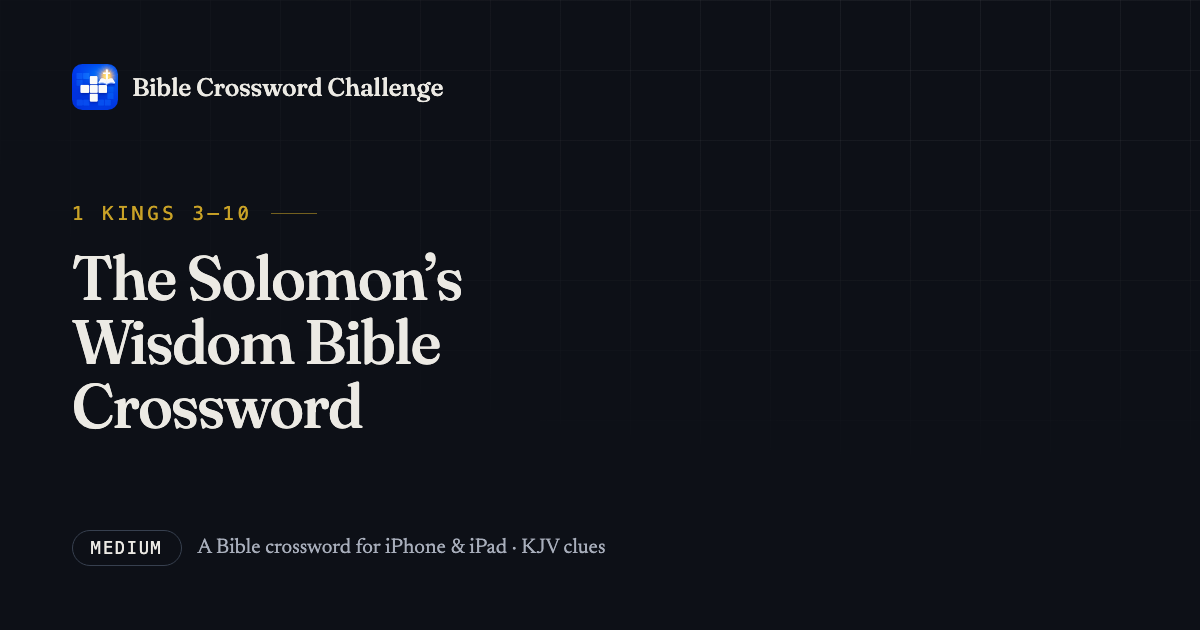 Bible Crossword Challenge
1 KINGS 3–10
The Solomon’s
Wisdom Bible
Crossword
MEDIUM
A Bible crossword for iPhone & iPad · KJV clues